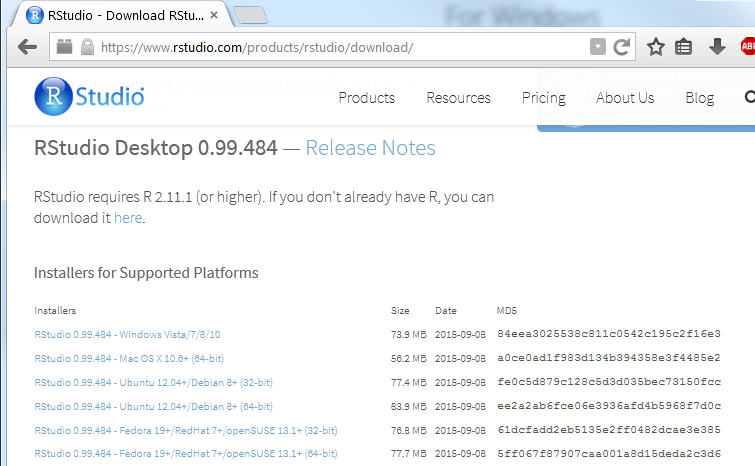 For Windows
RStudio - Download RStu...
https://www.rstudio.com/products/rstudio/download/
ABP
R Studio
Products Resources Pricing About Us Blog
RStudio Desktop 0.99.484 — Release Notes
RStudio requires R 2.11.1 (or higher). If you don't already have R, you can
download it here.
Installers for Supported Platforms
Installers Size Date MD5
RStudio 0.99.484 - Windows Vista/7/8/10 73.9 MB 2015-09-08 84eea3025538c811c0542c195c2f16e3
RStudio 0.99.484 - Mac OS X 10.6+ (64-bit) 56.2 MB 2015-09-08 a0ce0ad1f983d134b394358e3f4485e2
RStudio 0.99.484 - Ubuntu 12.04+/Debian 8+ (32-bit) 77.4 MB 2015-09-08 fe0c5d879c128c5d3d035bec73150fcc
RStudio 0.99.484 - Ubuntu 12.04+/Debian 8+ (64-bit) 83.9 MB 2015-09-08 ee2a2ab6fce06e3936afd4b5968f7d0c
RStudio 0.99.484 - Fedora 19+/RedHat 7+/openSUSE 13.1+ (32-bit) 76.8 MB 2015-09-08 61dcfadd2eb5135e2ff0482dcae3e385
RStudio 0.99.484 - Fedora 19+/RedHat 7+/openSUSE 13.1+ (64-bit) 77.7 MB 2015-09-08 5ff067f87907caa001a8d15deda2c3d6